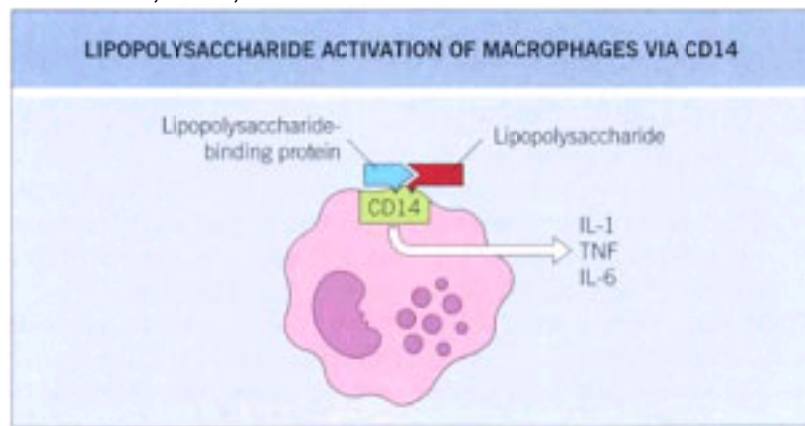 LIPOPOLYSACCHARIDE ACTIVATION OF MACROPHAGES VIA CD14
Lipopolysaccharide-
binding protein
Lipopolysaccharide
CD14
IL-1
TNF
IL-6